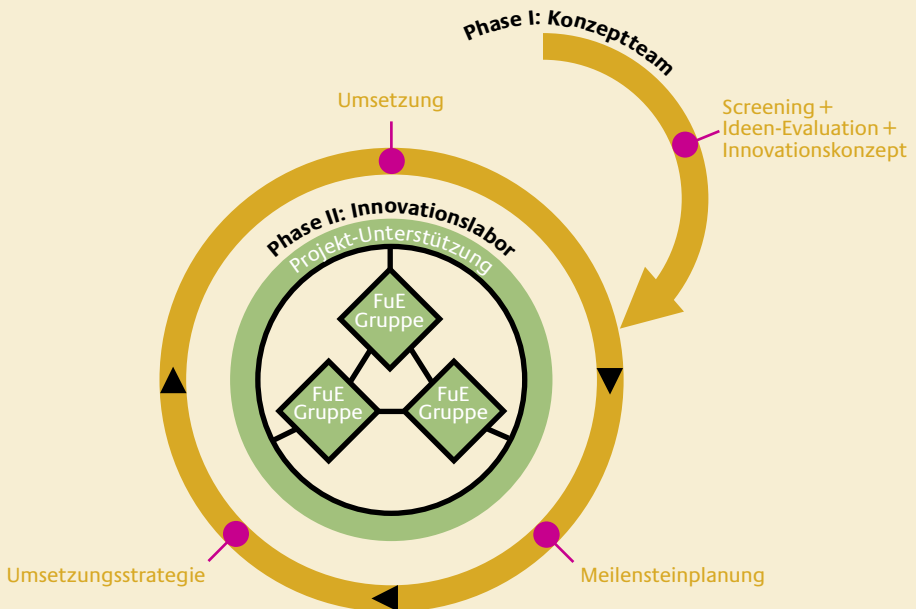 Phase I: Konzeptteam
Screening +
Ideen-Evaluation +
Innovationskonzept
Umsetzung
Phase II: Innovationslabor
Projekt-Unterstützung
FuE
Gruppe
FuE
Gruppe
FuE
Gruppe
Umsetzungsstrategie
Meilensteinplanung